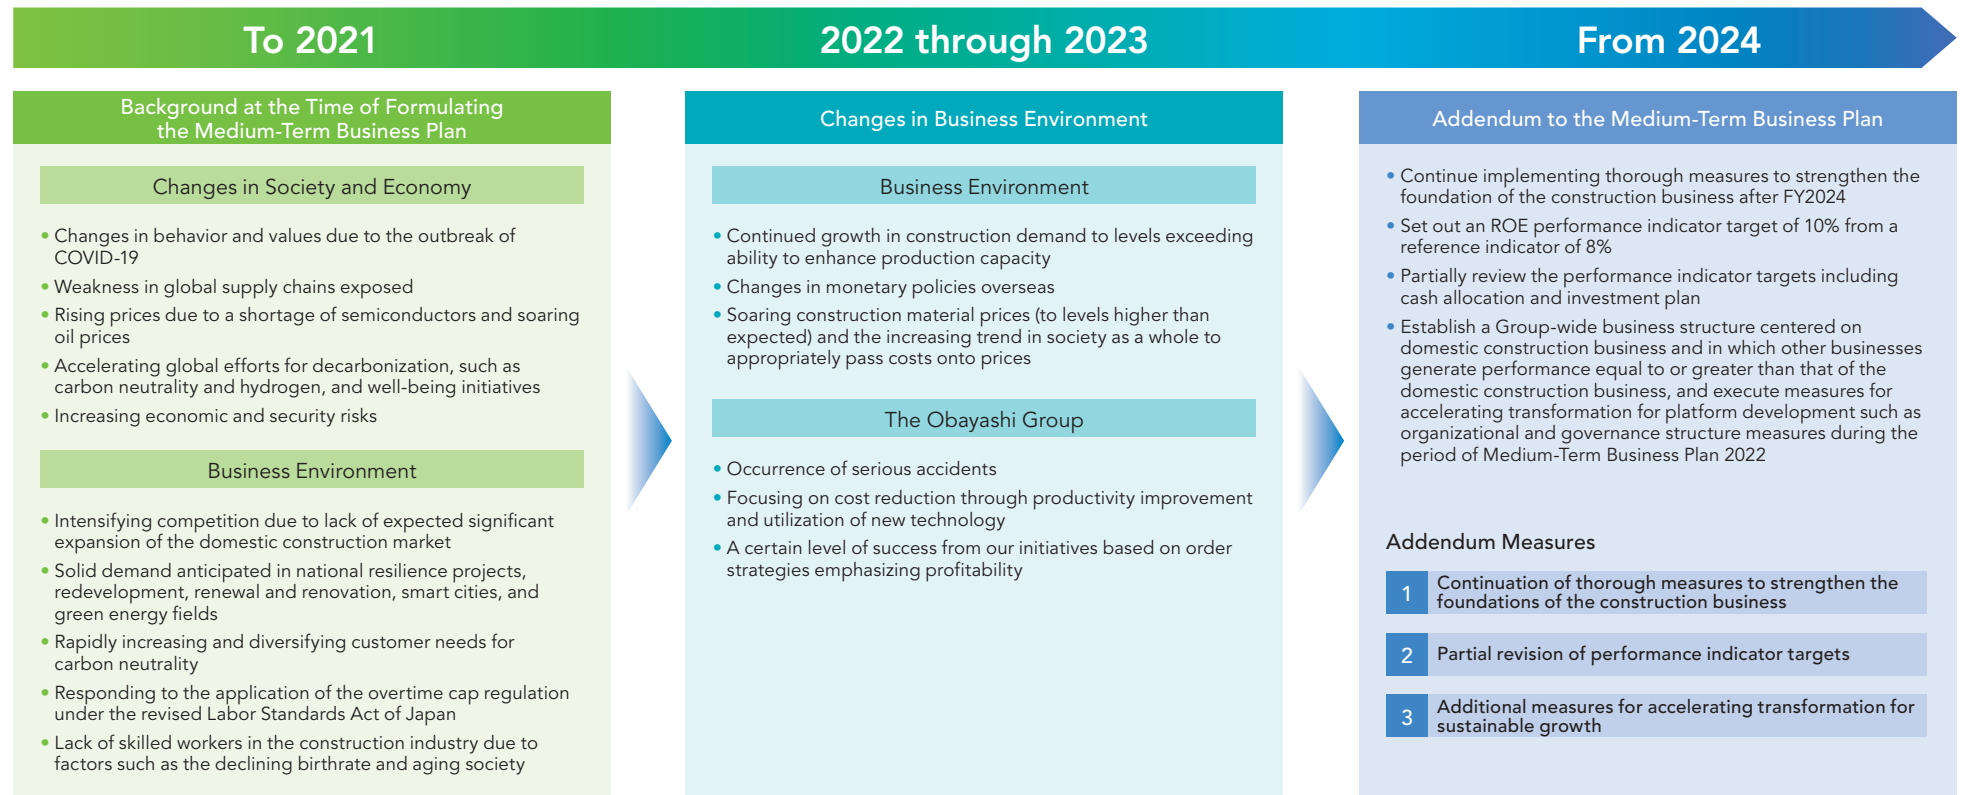 To 2021
2022 through 2023
From 2024
Background at the Time of Formulating
the Medium-Term Business Plan
Changes in Society and Economy
• Changes in behavior and values due to the outbreak of
COVID-19
• Weakness in global supply chains exposed
• Rising prices due to a shortage of semiconductors and soaring
oil prices
• Accelerating global efforts for decarbonization, such as
carbon neutrality and hydrogen, and well-being initiatives
• Increasing economic and security risks
Business Environment
• Intensifying competition due to lack of expected significant
expansion of the domestic construction market
• Solid demand anticipated in national resilience projects,
redevelopment, renewal and renovation, smart cities, and
green energy fields
• Rapidly increasing and diversifying customer needs for
carbon neutrality
• Responding to the application of the overtime cap regulation
under the revised Labor Standards Act of Japan
• Lack of skilled workers in the construction industry due to
factors such as the declining birthrate and aging society
Changes in Business Environment
Business Environment
• Continued growth in construction demand to levels exceeding
ability to enhance production capacity
• Changes in monetary policies overseas
• Soaring construction material prices (to levels higher than
expected) and the increasing trend in society as a whole to
appropriately pass costs onto prices
The Obayashi Group
• Occurrence of serious accidents
• Focusing on cost reduction through productivity improvement
and utilization of new technology
• A certain level of success from our initiatives based on order
strategies emphasizing profitability
Addendum to the Medium-Term Business Plan
• Continue implementing thorough measures to strengthen the
foundation of the construction business after FY2024
• Set out an ROE performance indicator target of 10% from a
reference indicator of 8%
• Partially review the performance indicator targets including
cash allocation and investment plan
• Establish a Group-wide business structure centered on
domestic construction business and in which other businesses
generate performance equal to or greater than that of the
domestic construction business, and execute measures for
accelerating transformation for platform development such as
organizational and governance structure measures during the
period of Medium-Term Business Plan 2022
Addendum Measures
1 Continuation of thorough measures to strengthen the
foundations of the construction business
2 Partial revision of performance indicator targets
3 Additional measures for accelerating transformation for
sustainable growth